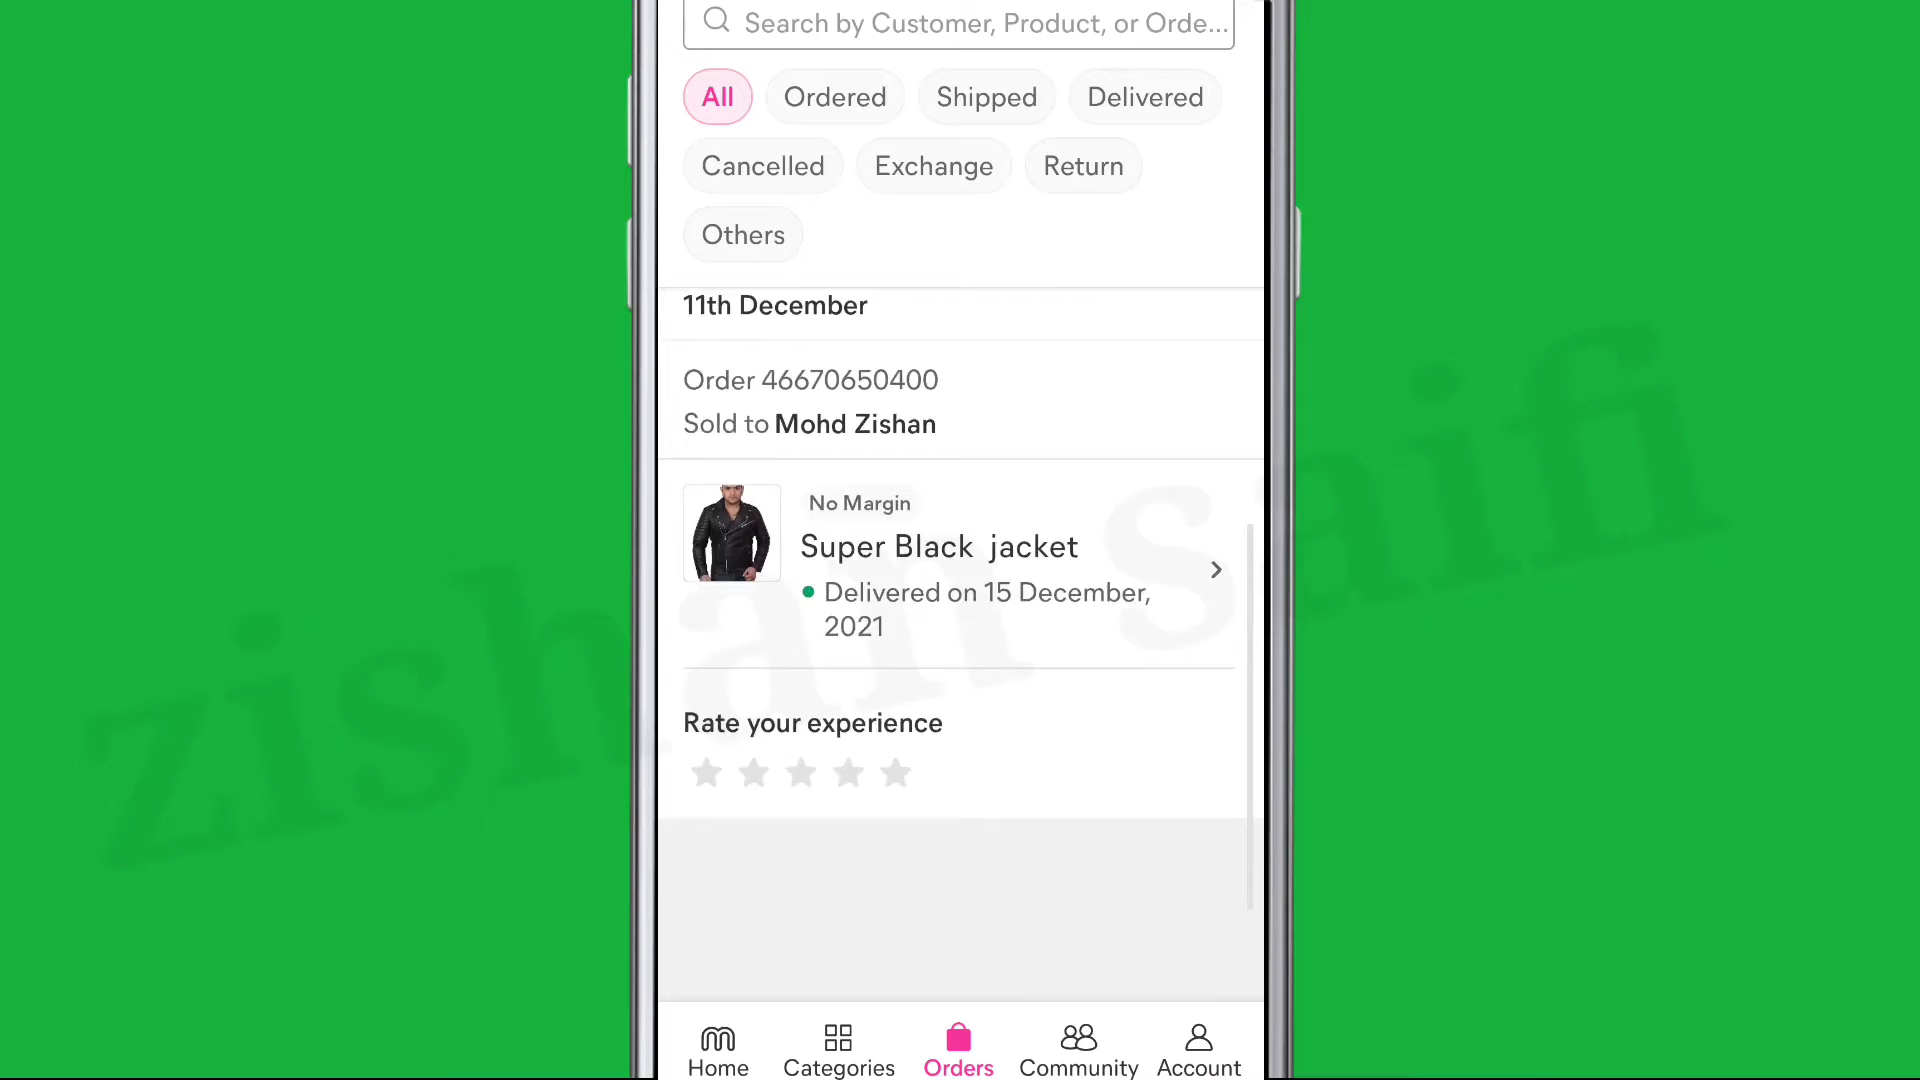 Search by Customer, Product, or Orde...
All Ordered Shipped Delivered
Cancelled Exchange Return
Others
11th December
Order 46670650400
Sold to Mohd Zishan
No Margin
Super Black jacket
Delivered on 15 December,
2021
Rate your experience
Home Categories Orders Community Account
zishan saifi